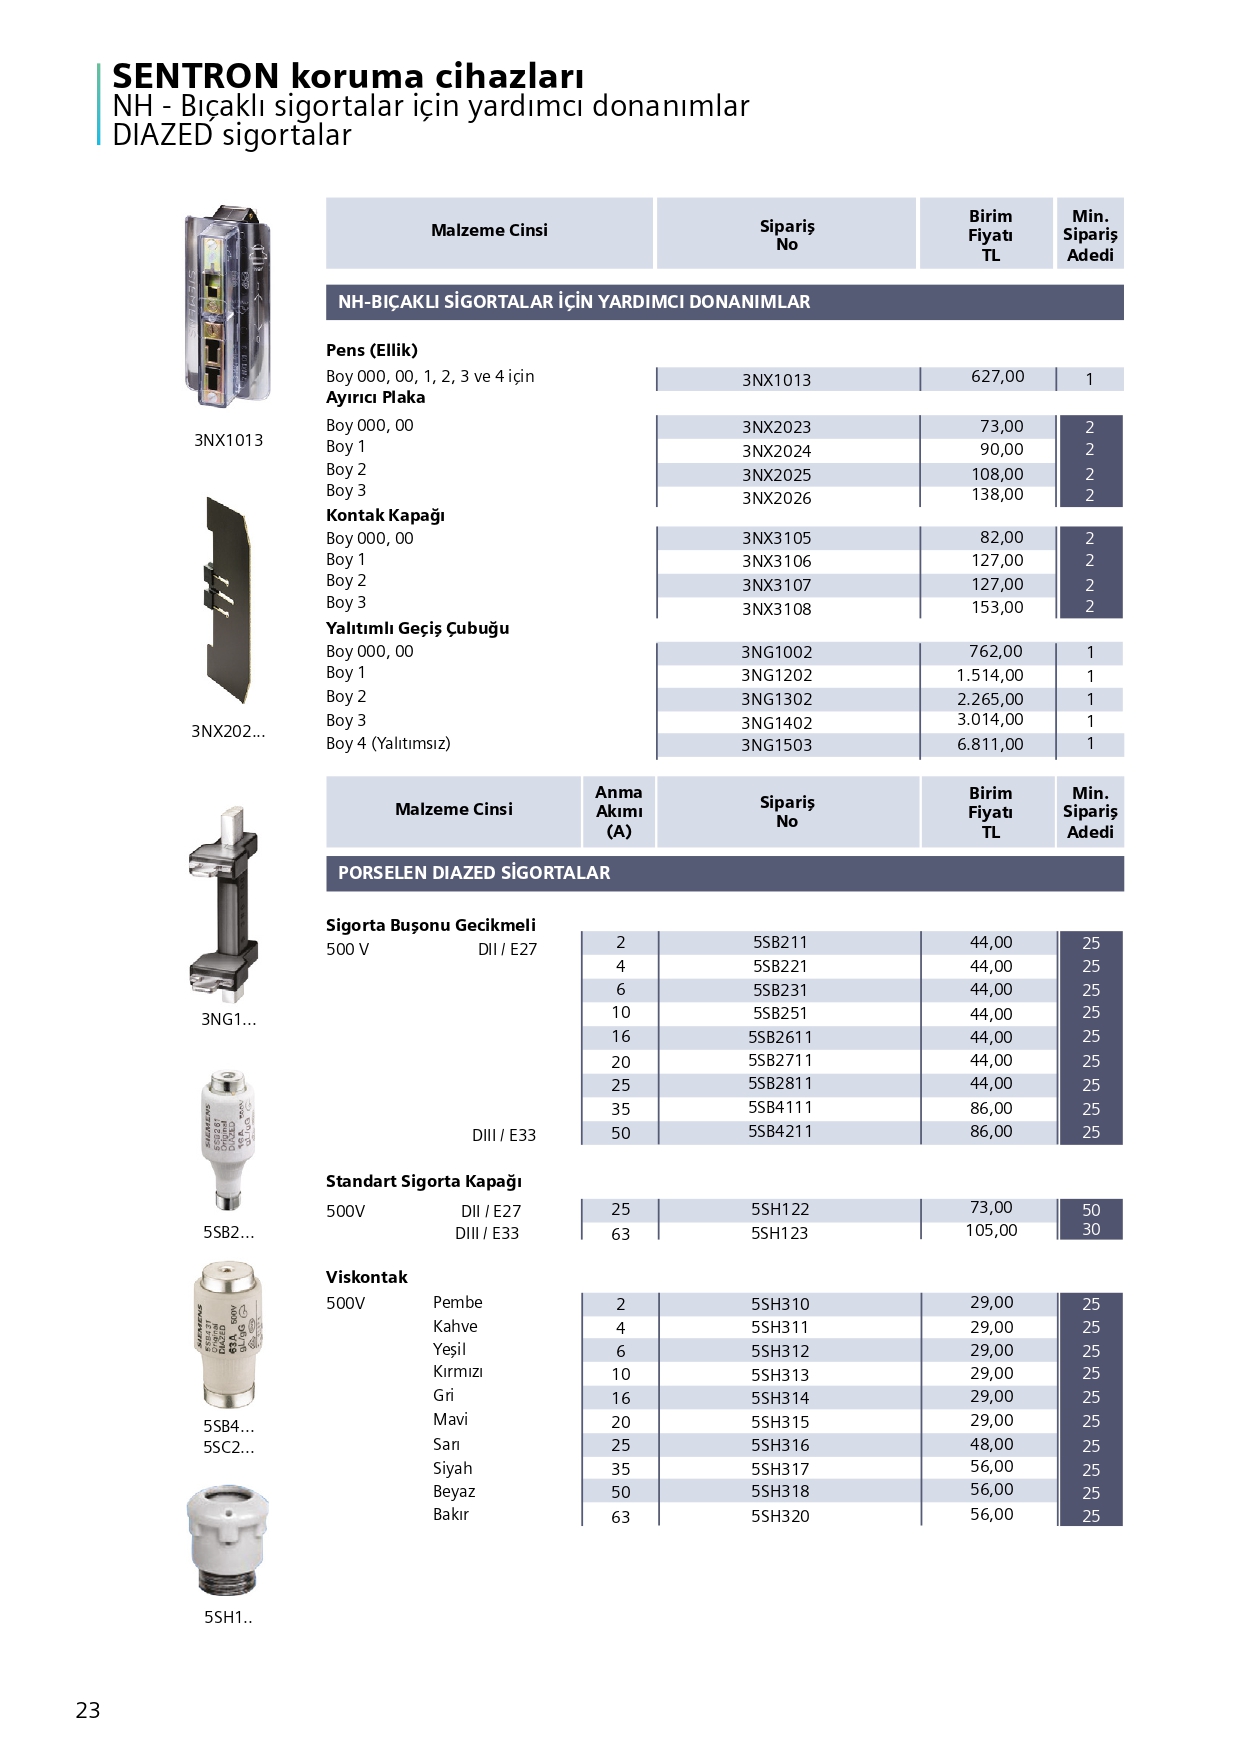 SENTRON koruma cihazları
NH - Bıçaklı sigortalar için yardımcı donanımlar
DIAZED sigortalar
Malzeme Cinsi Sipariş No Birim Fiyatı TL Min. Sipariş Adedi
NH-BIÇAKLI SİGORTALAR İÇİN YARDIMCI DONANIMLAR
Pens (Ellik)
Boy 000, 00, 1, 2, 3 ve 4 için 3NX1013 627,00 1
Ayırıcı Plaka
Boy 000, 00 3NX2023 73,00 2
Boy 1 3NX2024 90,00 2
Boy 2 3NX2025 108,00 2
Boy 3 3NX2026 138,00 2
Kontak Kapağı
Boy 000, 00 3NX3105 82,00 2
Boy 1 3NX3106 127,00 2
Boy 2 3NX3107 127,00 2
Boy 3 3NX3108 153,00 2
Yalıtımlı Geçiş Çubuğu
Boy 000, 00 3NG1002 762,00 1
Boy 1 3NG1202 1.514,00 1
Boy 2 3NG1302 2.265,00 1
Boy 3 3NG1402 3.014,00 1
Boy 4 (Yalıtımsız) 3NG1503 6.811,00 1
Malzeme Cinsi Anma Akımı (A) Sipariş No Birim Fiyatı TL Min. Sipariş Adedi
PORSELEN DIAZED SİGORTALAR
Sigorta Buşonu Gecikmeli
500 V DII / E27 2 5SB211 44,00 25
4 5SB221 44,00 25
6 5SB231 44,00 25
10 5SB251 44,00 25
16 5SB2611 44,00 25
20 5SB2711 44,00 25
25 5SB2811 44,00 25
35 5SB4111 86,00 25
DIII / E33 50 5SB4211 86,00 25
Standart Sigorta Kapağı
500V DII / E27 25 5SH122 73,00 50
DIII / E33 63 5SH123 105,00 30
Viskontak
500V Pembe 2 5SH310 29,00 25
Kahve 4 5SH311 29,00 25
Yeşil 6 5SH312 29,00 25
Kırmızı 10 5SH313 29,00 25
Gri 16 5SH314 29,00 25
Mavi 20 5SH315 29,00 25
Sarı 25 5SH316 48,00 25
Siyah 35 5SH317 56,00 25
Beyaz 50 5SH318 56,00 25
Bakır 63 5SH320 56,00 25
3NX1013
3NX202...
3NG1...
SIEMENS
Original
DIAZED
5SB2...
SIEMENS
5SB431
Original
DIAZED
63A 500V
gL/gG
5SB4...
5SC2...
5SH1..
23